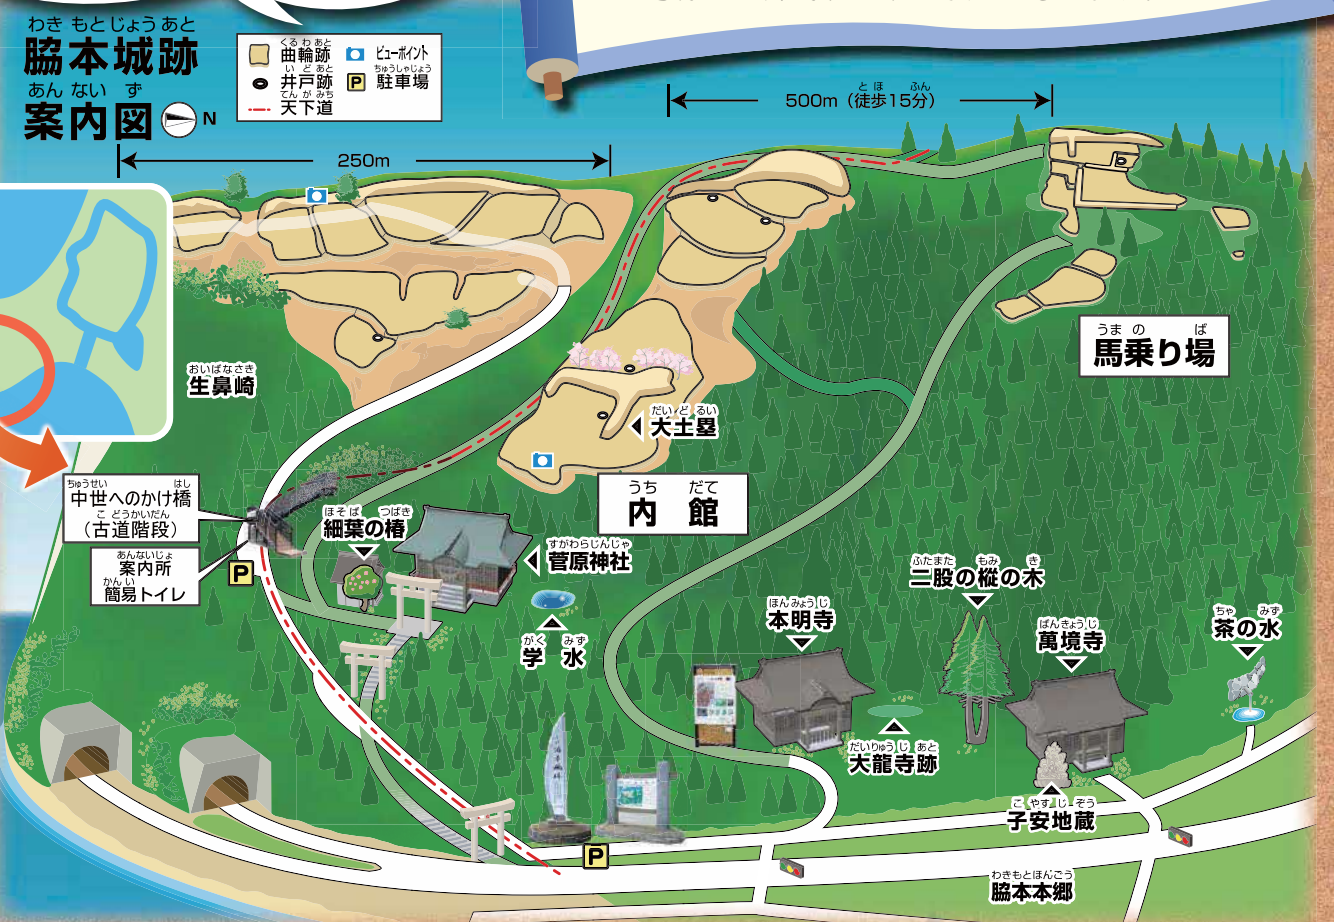 わき もと じょう あと
脇本城跡
あん ない ず
案内図
N
くるわあと
曲輪跡
ビューポイント
いどあと
井戸跡
ちゅうしゃじょう
P 駐車場
てんがみち
天下道
250m
とほ ふん
500m（徒歩15分）
うま の ば
馬乗り場
おいばなさき
生鼻崎
だいどるい
大土塁
うち だて
内 館
ちゅうせい はし
中世へのかけ橋
こどうかいだん
（古道階段）
あんないじょ
案内所
かんい
簡易トイレ
P
ほそば つばき
細葉の椿
すがわらじんじゃ
菅原神社
がく みず
学 水
ふたまた もみ き
二股の樅の木
ほんみょうじ
本明寺
ばんきょうじ
萬境寺
ちゃ みず
茶の水
だいりゅうじ あと
大龍寺跡
こやすじぞう
子安地蔵
P
わきもとほんごう
脇本本郷